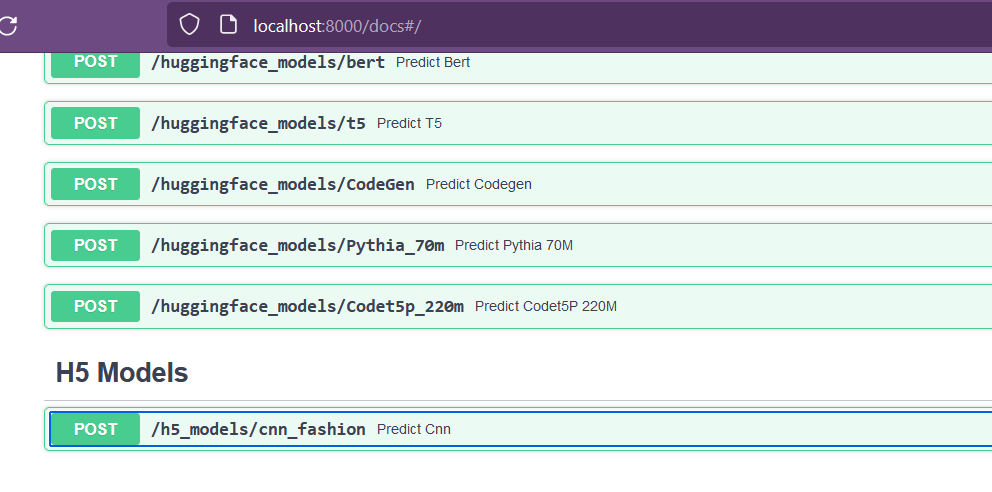 localhost:8000/docs#/
POST /huggingface_models/bert Predict Bert
POST /huggingface_models/t5 Predict T5
POST /huggingface_models/CodeGen Predict Codegen
POST /huggingface_models/Pythia_70m Predict Pythia 70M
POST /huggingface_models/Codet5p_220m Predict Codet5P 220M
H5 Models
POST /h5_models/cnn_fashion Predict Cnn